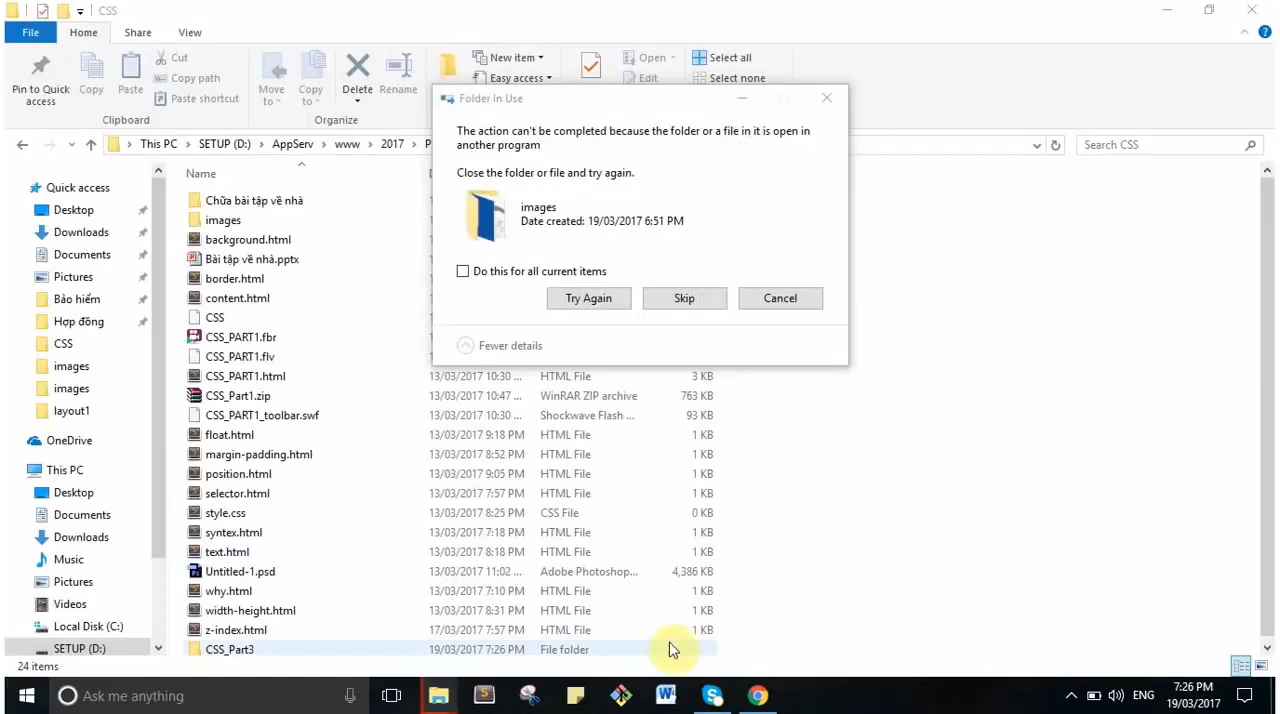 CSS
File Home Share View
Pin to Quick access
Copy
Paste
Cut
Copy path
Paste shortcut
Clipboard
Move to
Copy to
Delete
Rename
Organize
New item
Easy access
Open
Edit
Select all
Select none
This PC SETUP (D:) AppServ www 2017 P
Search CSS
Quick access
Desktop
Downloads
Documents
Pictures
Bảo hiểm
Hợp đồng
CSS
images
images
layout1
OneDrive
This PC
Desktop
Documents
Downloads
Music
Pictures
Videos
Local Disk (C:)
SETUP (D:)
Name
Chữa bài tập về nhà
images
background.html
Bài tập về nhà.pptx
border.html
content.html
CSS
CSS_PART1.fbr
CSS_PART1.flv
CSS_PART1.html 13/03/2017 10:30 ... HTML File 3 KB
CSS_Part1.zip 13/03/2017 10:47 ... WinRAR ZIP archive 763 KB
CSS_PART1_toolbar.swf 13/03/2017 10:30 ... Shockwave Flash ... 93 KB
float.html 13/03/2017 9:18 PM HTML File 1 KB
margin-padding.html 13/03/2017 8:52 PM HTML File 1 KB
position.html 13/03/2017 9:05 PM HTML File 1 KB
selector.html 13/03/2017 7:57 PM HTML File 1 KB
style.css 13/03/2017 8:25 PM CSS File 0 KB
syntex.html 13/03/2017 7:18 PM HTML File 1 KB
text.html 13/03/2017 8:18 PM HTML File 1 KB
Untitled-1.psd 13/03/2017 11:02 ... Adobe Photoshop... 4,386 KB
why.html 13/03/2017 7:10 PM HTML File 1 KB
width-height.html 13/03/2017 8:31 PM HTML File 1 KB
z-index.html 17/03/2017 7:57 PM HTML File 1 KB
CSS_Part3 19/03/2017 7:26 PM File folder
Folder In Use
The action can't be completed because the folder or a file in it is open in
another program
Close the folder or file and try again.
images
Date created: 19/03/2017 6:51 PM
Do this for all current items
Try Again Skip Cancel
Fewer details
24 items
Ask me anything
ENG
7:26 PM
19/03/2017